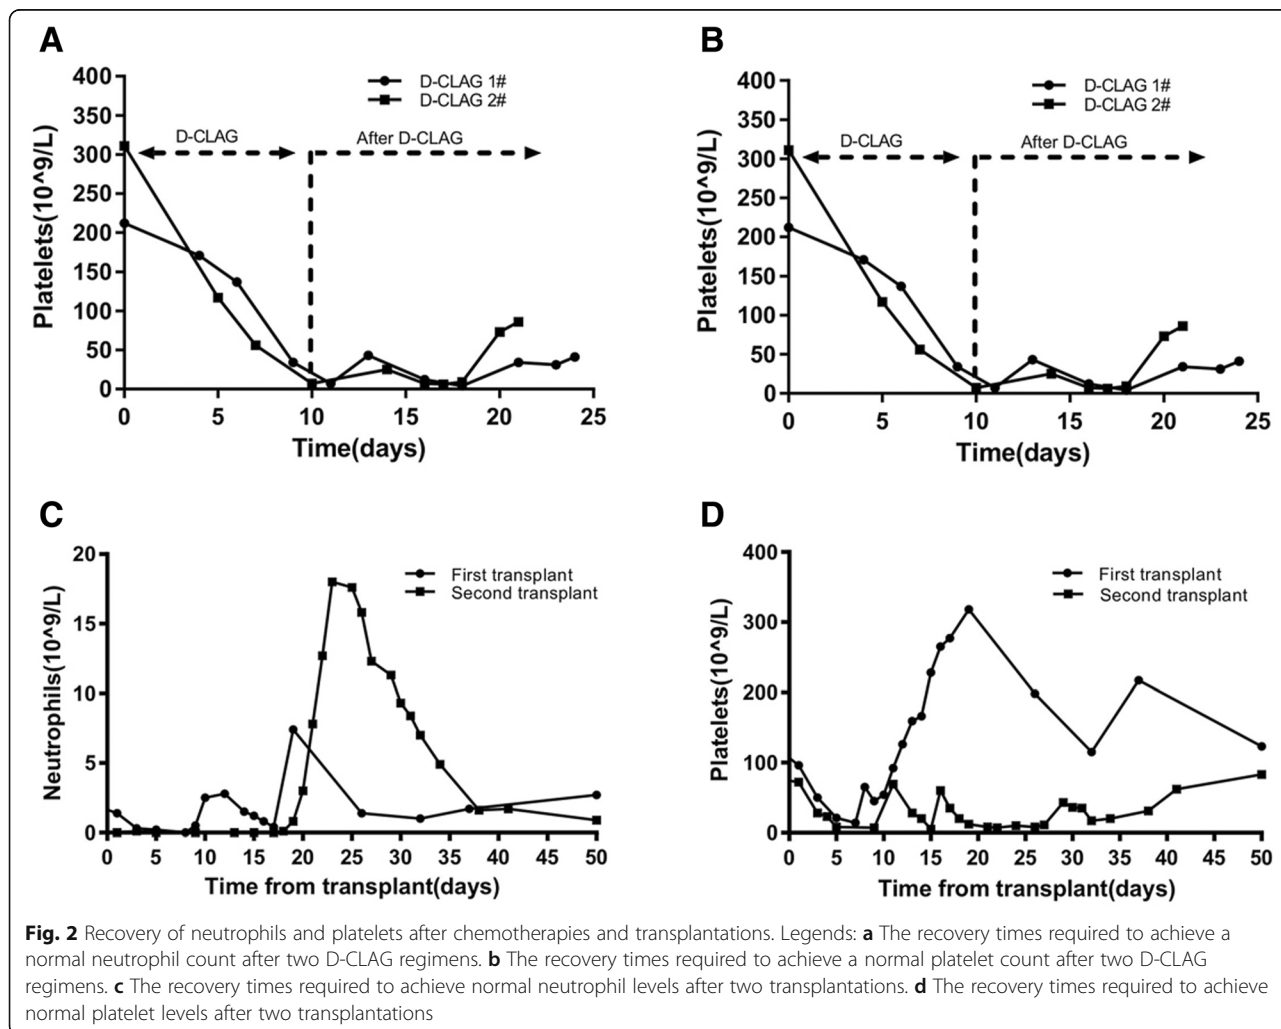 A
400
350
300
250
200
150
100
50
0
Platelets(10^9/L)
D-CLAG 1#
D-CLAG 2#
D-CLAG
After D-CLAG
0 5 10 15 20 25
Time(days)
B
400
350
300
250
200
150
100
50
0
Platelets(10^9/L)
D-CLAG 1#
D-CLAG 2#
D-CLAG
After D-CLAG
0 5 10 15 20 25
Time(days)
C
20
15
10
5
0
Neutrophils(10^9/L)
First transplant
Second transplant
0 5 10 15 20 25 30 35 40 45 50
Time from transplant(days)
D
400
300
200
100
0
Platelets(10^9/L)
First transplant
Second transplant
0 5 10 15 20 25 30 35 40 45 50
Time from transplant(days)
Fig. 2 Recovery of neutrophils and platelets after chemotherapies and transplantations. Legends: a The recovery times required to achieve a
normal neutrophil count after two D-CLAG regimens. b The recovery times required to achieve a normal platelet count after two D-CLAG
regimens. c The recovery times required to achieve normal neutrophil levels after two transplantations. d The recovery times required to achieve
normal platelet levels after two transplantations